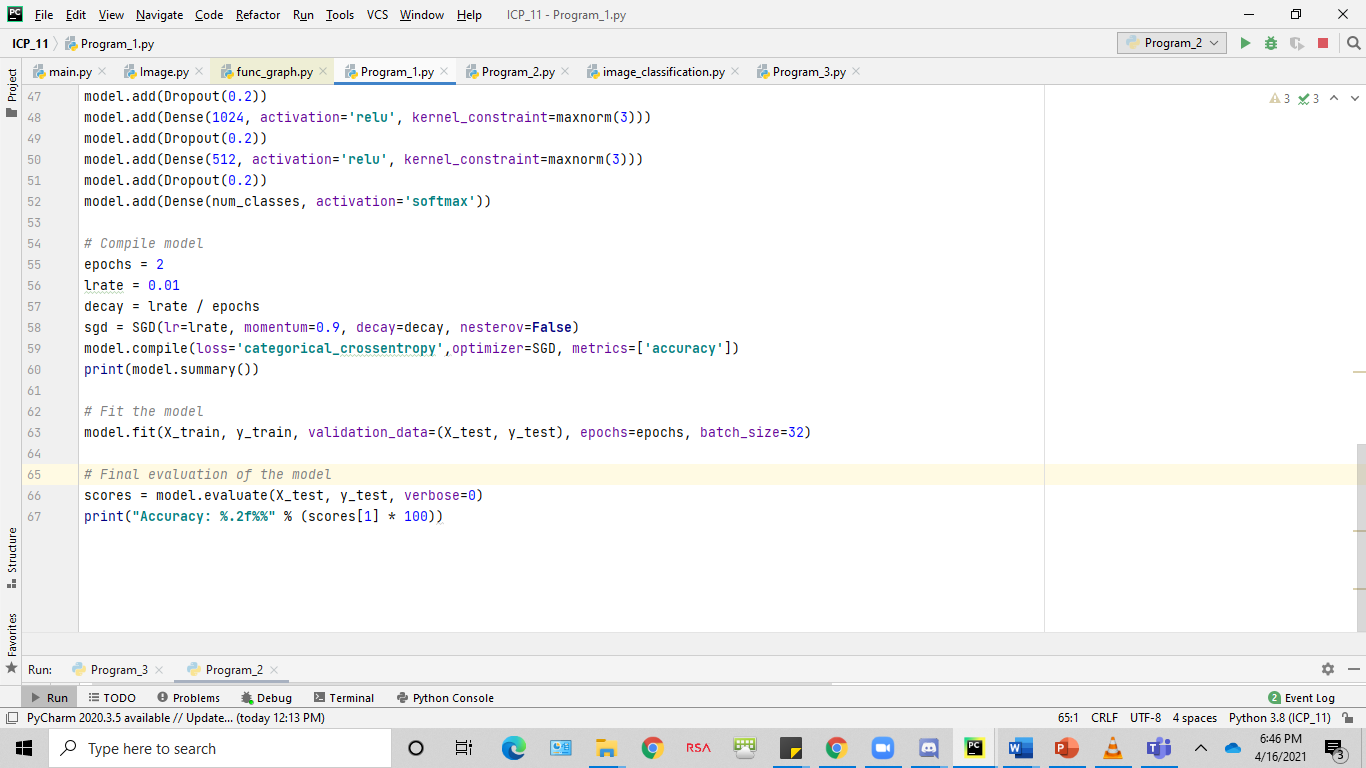 PC File Edit View Navigate Code Refactor Run Tools VCS Window Help ICP_11 - Program_1.py
ICP_11 Program_1.py Program_2
main.py Image.py func_graph.py Program_1.py Program_2.py image_classification.py Program_3.py
Project
3 3
47 model.add(Dropout(0.2))
48 model.add(Dense(1024, activation='relu', kernel_constraint=maxnorm(3)))
49 model.add(Dropout(0.2))
50 model.add(Dense(512, activation='relu', kernel_constraint=maxnorm(3)))
51 model.add(Dropout(0.2))
52 model.add(Dense(num_classes, activation='softmax'))
53
54 # Compile model
55 epochs = 2
56 lrate = 0.01
57 decay = lrate / epochs
58 sgd = SGD(lr=lrate, momentum=0.9, decay=decay, nesterov=False)
59 model.compile(loss='categorical_crossentropy',optimizer=SGD, metrics=['accuracy'])
60 print(model.summary())
61
62 # Fit the model
63 model.fit(X_train, y_train, validation_data=(X_test, y_test), epochs=epochs, batch_size=32)
64
65 # Final evaluation of the model
66 scores = model.evaluate(X_test, y_test, verbose=0)
67 print("Accuracy: %.2f%%" % (scores[1] * 100))
Structure
Favorites
Run: Program_3 Program_2
Run TODO Problems Debug Terminal Python Console 2 Event Log
PyCharm 2020.3.5 available // Update... (today 12:13 PM) 65:1 CRLF UTF-8 4 spaces Python 3.8 (ICP_11)
Type here to search RSA PC 6:46 PM
4/16/2021 3